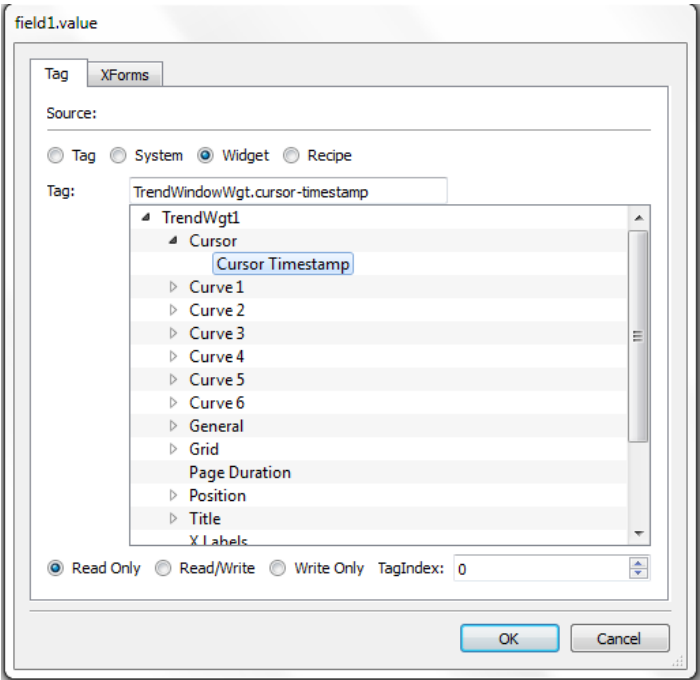 field1.value
Tag XForms
Source:
Tag System Widget Recipe
Tag: TrendWindowWgt.cursor-timestamp
TrendWgt1
Cursor
Cursor Timestamp
Curve 1
Curve 2
Curve 3
Curve 4
Curve 5
Curve 6
General
Grid
Page Duration
Position
Title
X Labels
Read Only Read/Write Write Only TagIndex: 0
OK Cancel